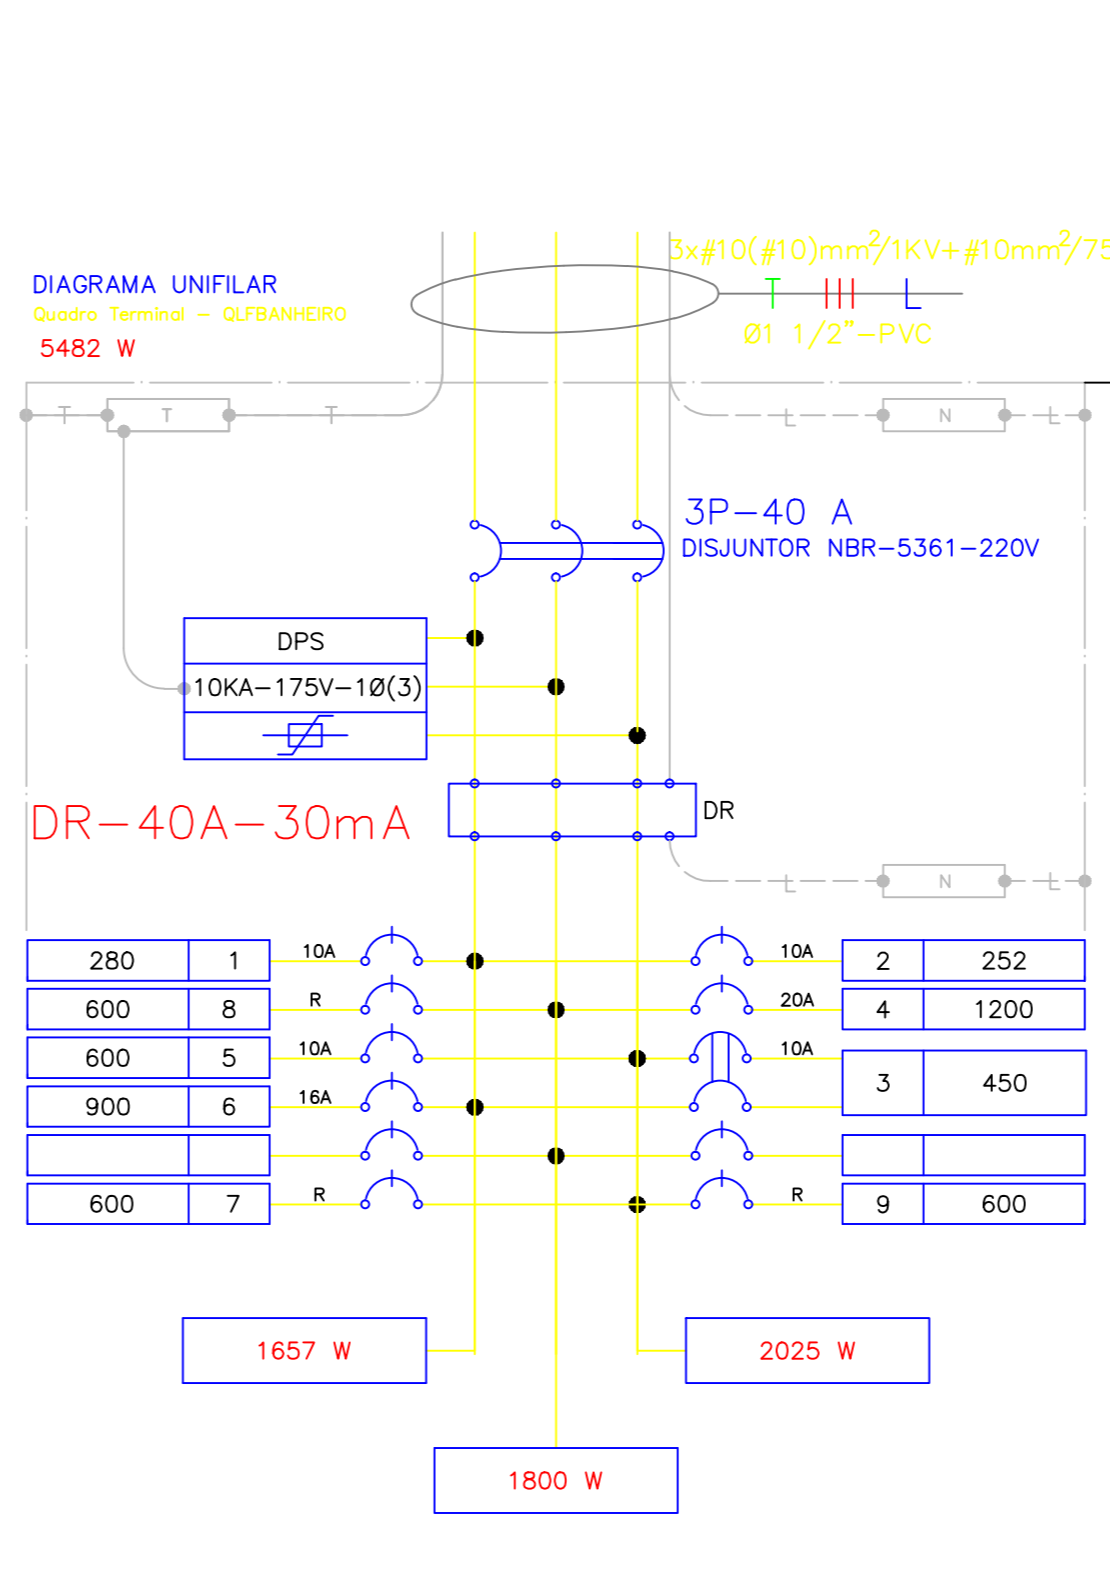 3x#10(#10)mm²/1KV+#10mm²/75
DIAGRAMA UNIFILAR
Quadro Terminal - QLFBANHEIRO
5482 W
T L
Ø1 1/2"-PVC
T T T L N L
3P-40 A
DISJUNTOR NBR-5361-220V
DPS
10KA-175V-1Ø(3)
DR-40A-30mA
DR
L N L
280 1 10A 10A 2 252
600 8 R 20A 4 1200
600 5 10A 10A
3 450
900 6 16A
600 7 R R 9 600
1657 W 2025 W
1800 W